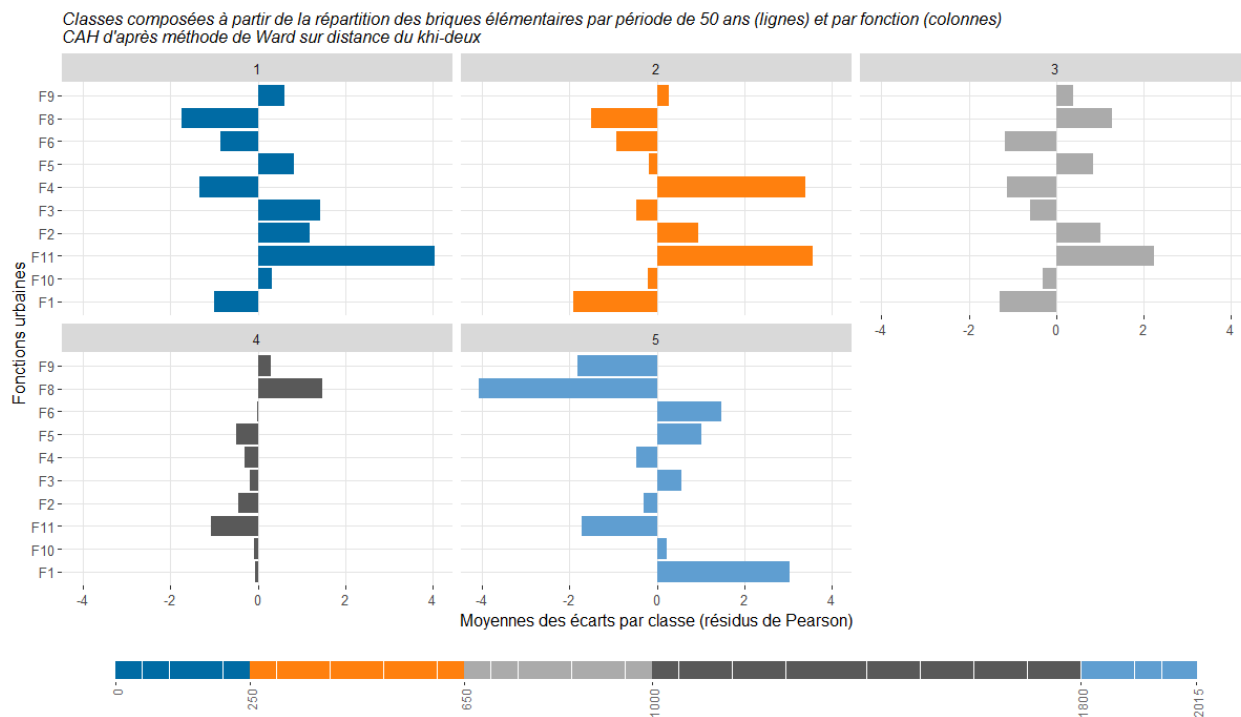 Classes composées à partir de la répartition des briques élémentaires par période de 50 ans (lignes) et par fonction (colonnes)
CAH d'après méthode de Ward sur distance du khi-deux
1
2
3
F9
F8
F6
F5
F4
F3
F2
F11
F10
F1
-4 -2 0 2 4
4
5
F9
F8
F6
F5
F4
F3
F2
F11
F10
F1
-4 -2 0 2 4
-4 -2 0 2 4
Fonctions urbaines
Moyennes des écarts par classe (résidus de Pearson)
0 250 650 1000 1800 2015